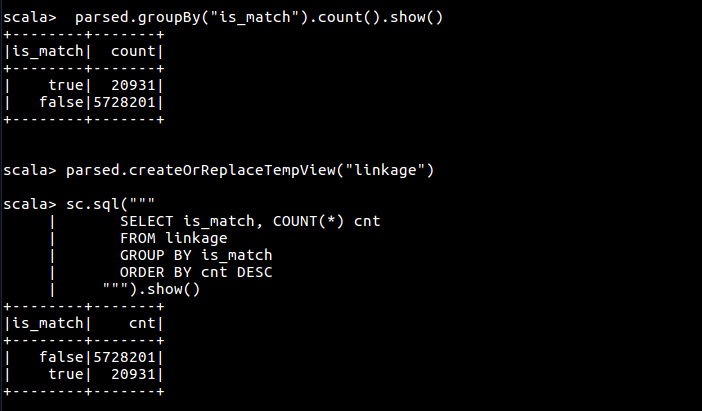 scala>  parsed.groupBy("is_match").count().show()
+--------+-------+
|is_match|  count|
+--------+-------+
|    true|  20931|
|   false|5728201|
+--------+-------+
scala> parsed.createOrReplaceTempView("linkage")
scala> sc.sql("""
     |       SELECT is_match, COUNT(*) cnt
     |       FROM linkage
     |       GROUP BY is_match
     |       ORDER BY cnt DESC
     |     """).show()
+--------+-------+
|is_match|    cnt|
+--------+-------+
|   false|5728201|
|    true|  20931|
+--------+-------+